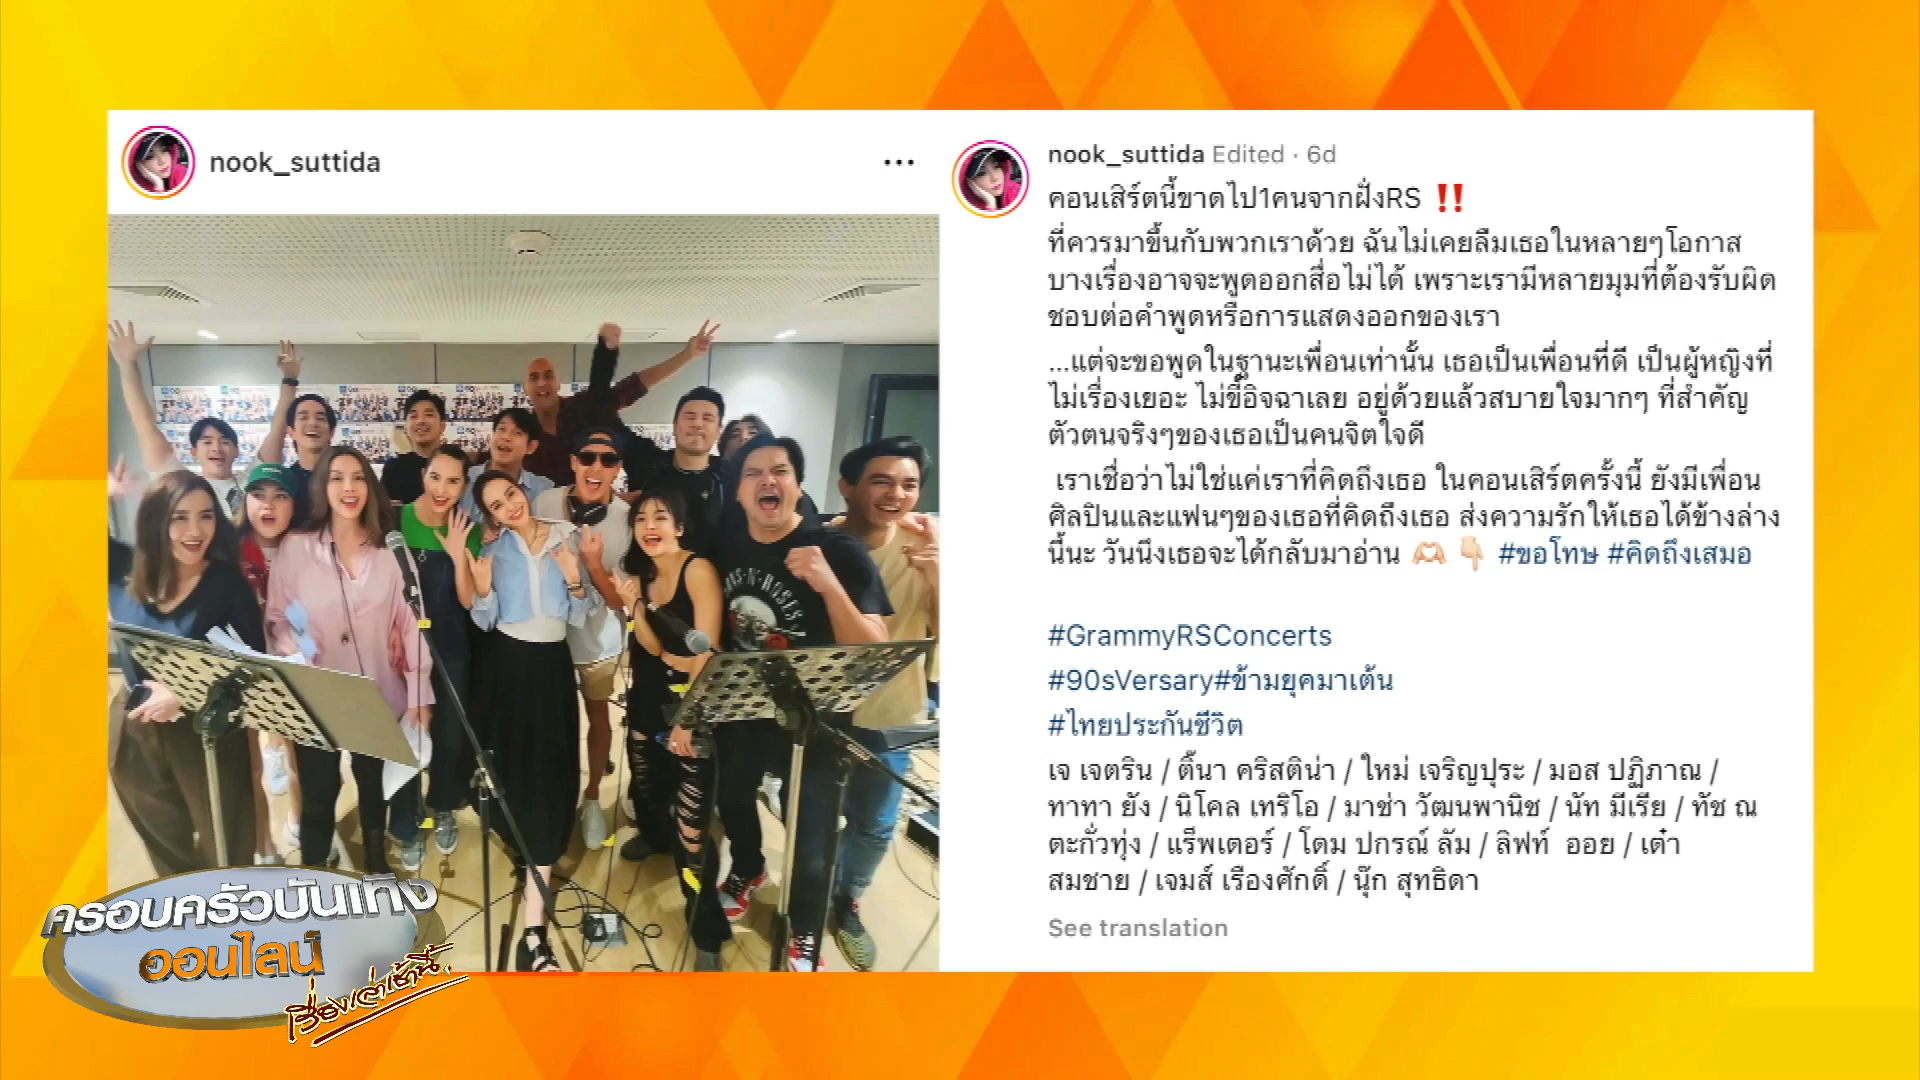 nook_suttida
nook_suttida Edited · 6d
คอนเสิร์ตนี้ขาดไป1คนจากฝั่งRS ‼️
ที่ควรมาขึ้นกับพวกเราด้วย ฉันไม่เคยลืมเธอในหลายๆโอกาส
บางเรื่องอาจจะพูดออกสื่อไม่ได้ เพราะเรามีหลายมุมที่ต้องรับผิด
ชอบต่อคำพูดหรือการแสดงออกของเรา
...แต่จะขอพูดในฐานะเพื่อนเท่านั้น เธอเป็นเพื่อนที่ดี เป็นผู้หญิงที่
ไม่เรื่องเยอะ ไม่ขี้อิจฉาเลย อยู่ด้วยแล้วสบายใจมากๆ ที่สำคัญ
ตัวตนจริงๆของเธอเป็นคนจิตใจดี
เราเชื่อว่าไม่ใช่แค่เราที่คิดถึงเธอ ในคอนเสิร์ตครั้งนี้ ยังมีเพื่อน
ศิลปินและแฟนๆของเธอที่คิดถึงเธอ ส่งความรักให้เธอได้ข้างล่าง
นี้นะ วันนึงเธอจะได้กลับมาอ่าน 🫶🏻 👇🏻 #ขอโทษ #คิดถึงเสมอ
#GrammyRSConcerts
#90sVersary#ข้ามยุคมาเต้น
#ไทยประกันชีวิต
เจ เจตริน / ติ๊นา คริสติน่า / ใหม่ เจริญปุระ / มอส ปฏิภาณ /
ทาทา ยัง / นิโคล เทริโอ / มาช่า วัฒนพานิช / นัท มีเรีย / ทัช ณ
ตะกั่วทุ่ง / แร็พเตอร์ / โดม ปกรณ์ ลัม / ลิฟท์ ออย / เต๋า
สมชาย / เจมส์ เรืองศักดิ์ / นุ๊ก สุทธิดา
See translation
ครอบครัวบันเทิง
ออนไลน์
เรื่องเล่าเช้านี้